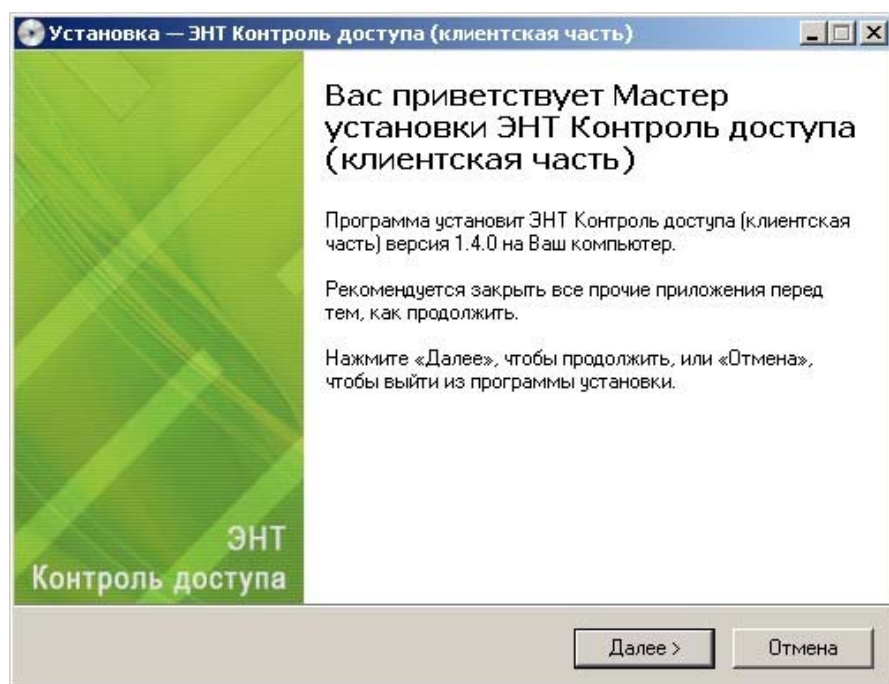 Установка — ЭНТ Контроль доступа (клиентская часть)
Вас приветствует Мастер
установки ЭНТ Контроль доступа
(клиентская часть)
Программа установит ЭНТ Контроль доступа (клиентская
часть) версия 1.4.0 на Ваш компьютер.
Рекомендуется закрыть все прочие приложения перед
тем, как продолжить.
Нажмите «Далее», чтобы продолжить, или «Отмена»,
чтобы выйти из программы установки.
ЭНТ
Контроль доступа
Далее >
Отмена